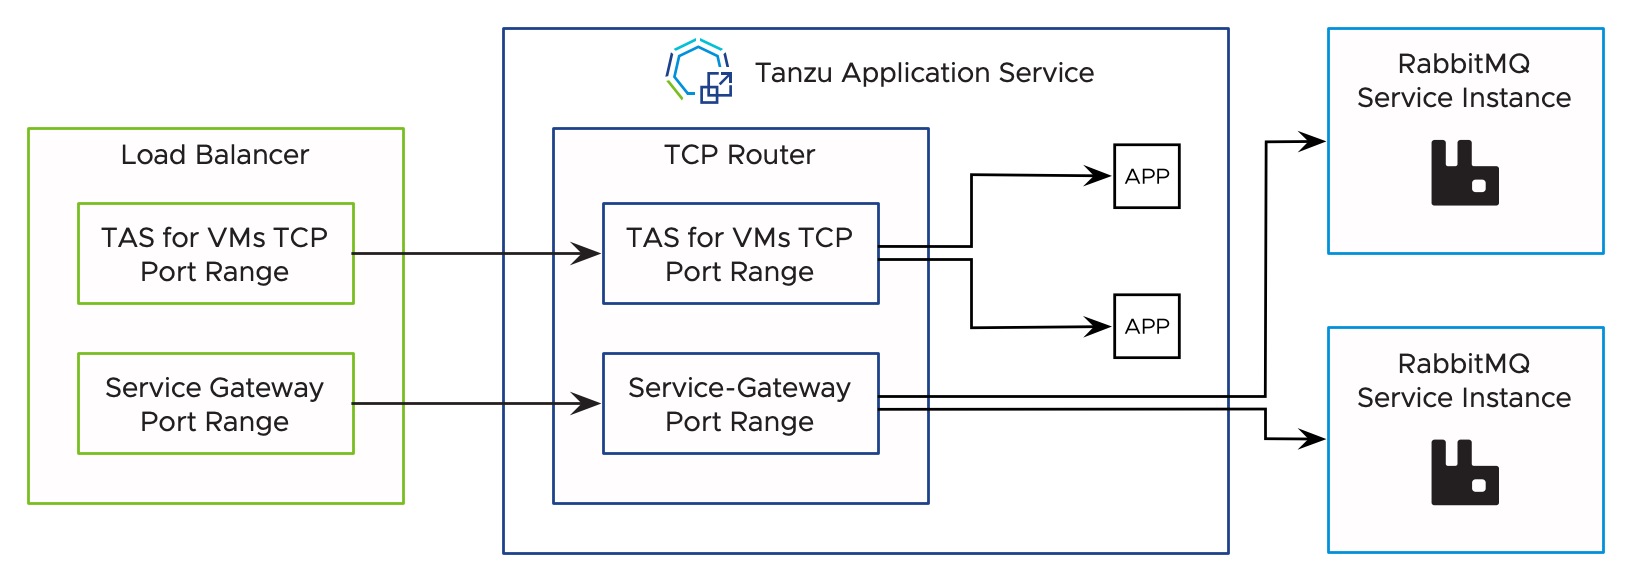 Tanzu Application Service
Load Balancer
TAS for VMs TCP
Port Range
Service Gateway
Port Range
TCP Router
TAS for VMs TCP
Port Range
Service-Gateway
Port Range
APP
APP
RabbitMQ
Service Instance
RabbitMQ
Service Instance